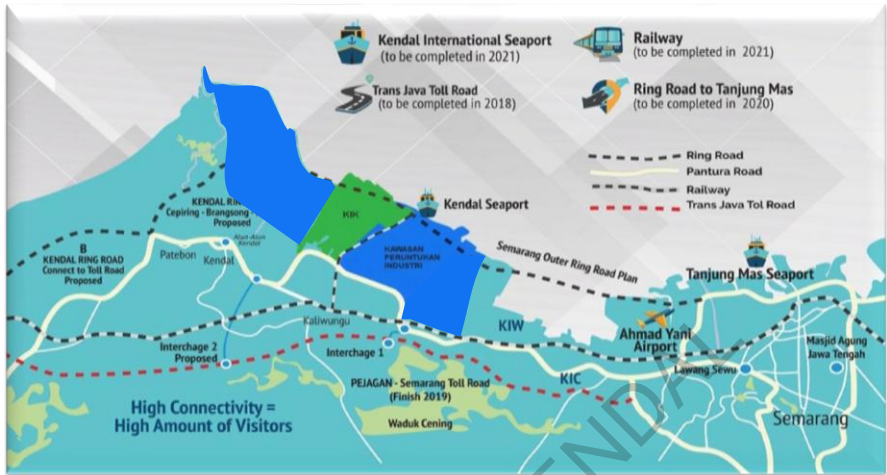 Kendal International Seaport
(to be completed in 2021)
Railway
(to be completed in 2021)
Trans Java Toll Road
(to be completed in 2018)
Ring Road to Tanjung Mas
(to be completed in 2020)
Ring Road
Pantura Road
Railway
Trans Java Tol Road
KENDAL RIN
Cepiring - Brangsong -
Proposed
KIK
Kendal Seaport
Alan-Alun
Kendal
B
KENDAL RING ROAD
Connect to Toll Road
Proposed
Patebon
Kendal
KAWASAN
PERUNTUKAN
INDUSTRI
Semarang Outer Ring Road Plan
Tanjung Mas Seaport
Kaliwungu
KIW
Ahmad Yani
Airport
Masjid Agung
Jawa Tengah
Interchage 2
Proposed
Interchage 1
Lawang Sewu
KIC
PEJAGAN - Semarang Toll Road
(Finish 2019)
High Connectivity =
High Amount of Visitors
Waduk Cening
Semarang
ENDAL